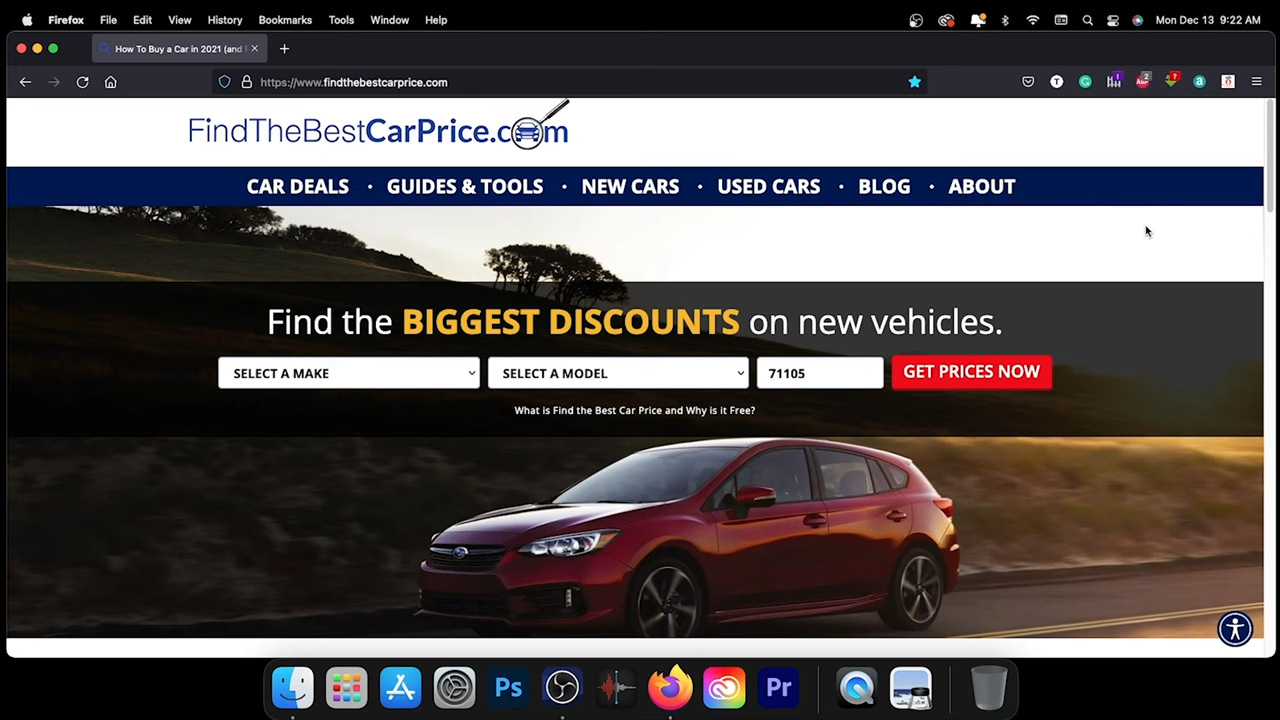 Firefox File Edit View History Bookmarks Tools Window Help Mon Dec 13 9:22 AM
How To Buy a Car in 2021 (and
https://www.findthebestcarprice.com
FindTheBestCarPrice.com
CAR DEALS • GUIDES & TOOLS • NEW CARS • USED CARS • BLOG • ABOUT
Find the BIGGEST DISCOUNTS on new vehicles.
SELECT A MAKE SELECT A MODEL 71105 GET PRICES NOW
What is Find the Best Car Price and Why is it Free?
Ps Pr